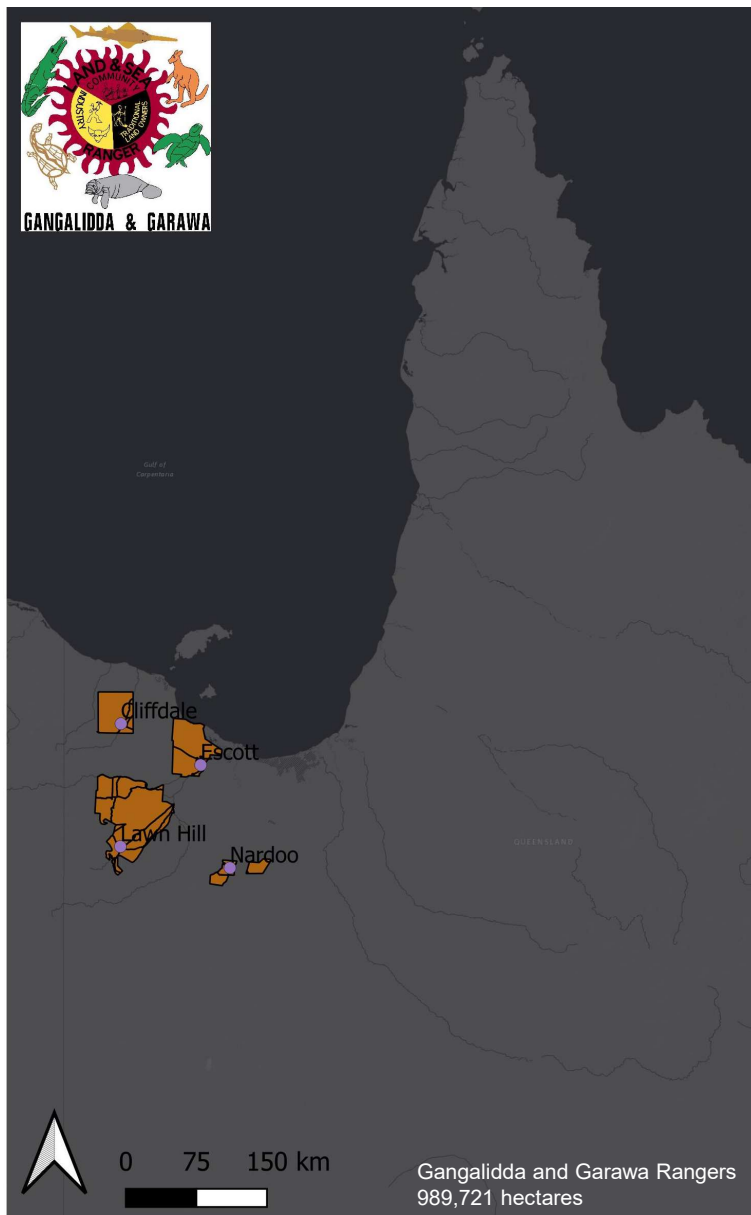 LAND & SEA
COMMUNITY
INDUSTRY
TRADITIONAL
LAND OWNERS
RANGER
GANGALIDDA & GARAWA
Gulf of
Carpentaria
Cliffdale
Escott
Lawn Hill
QUEENSLAND
Nardoo
0 75 150 km
Gangalidda and Garawa Rangers
989,721 hectares